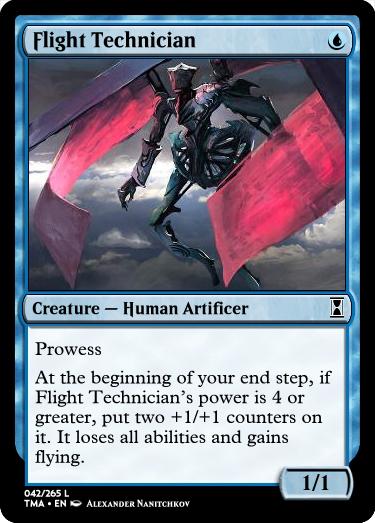 Flight Technician
Creature — Human Artificer
Prowess
At the beginning of your end step, if
Flight Technician's power is 4 or
greater, put two +1/+1 counters on
it. It loses all abilities and gains
flying.
1/1
042/265 L
TMA • EN Alexander Nanitchkov